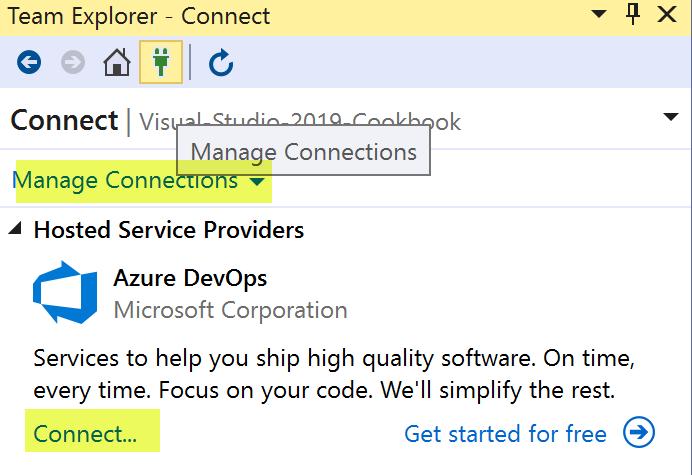 Team Explorer - Connect
Connect | Visual-Studio-2019-Cookbook
Manage Connections
Manage Connections
Hosted Service Providers
Azure DevOps
Microsoft Corporation
Services to help you ship high quality software. On time,
every time. Focus on your code. We'll simplify the rest.
Connect... Get started for free